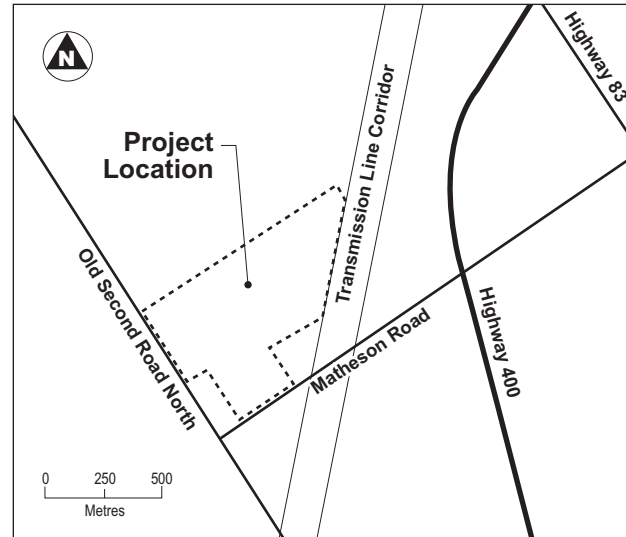 N
Highway 83
Project
Location
Transmission Line Corridor
Old Second Road North
Matheson Road
Highway 400
0 250 500
Metres